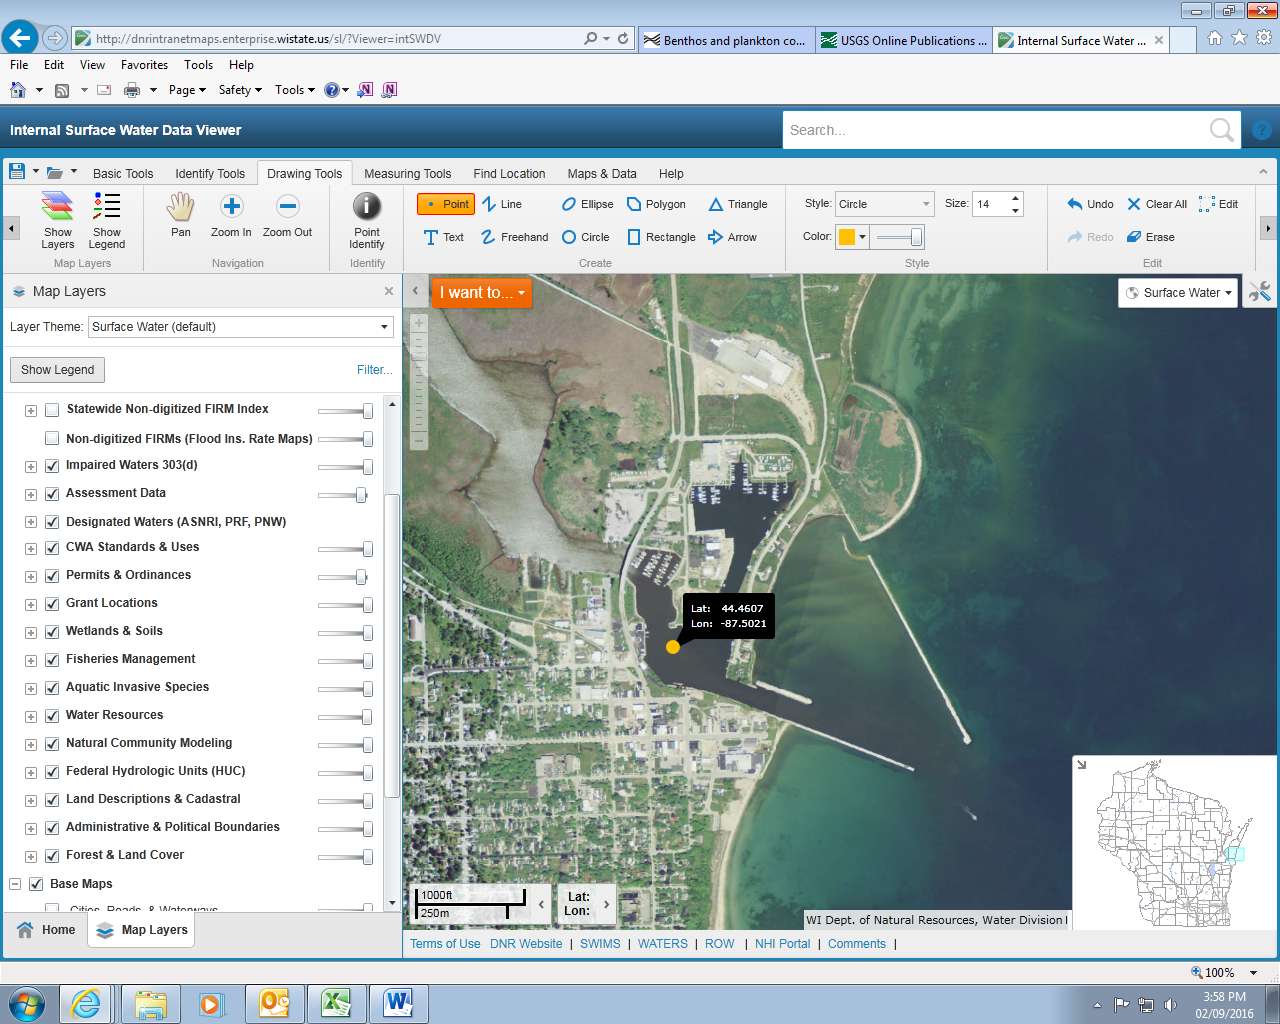 http://dnrintranetmaps.enterprise.wistate.us/sl/?Viewer=intSWDV
Benthos and plankton co...
USGS Online Publications ...
Internal Surface Water ...
File Edit View Favorites Tools Help
Page Safety Tools
Internal Surface Water Data Viewer
Search...
Basic Tools Identify Tools Drawing Tools Measuring Tools Find Location Maps & Data Help
Show Layers
Show Legend
Map Layers
Pan
Zoom In
Zoom Out
Navigation
Point Identify
Identify
Point Line Ellipse Polygon Triangle
Text Freehand Circle Rectangle Arrow
Create
Style: Circle Size: 14
Color:
Style
Undo Clear All Edit
Redo Erase
Edit
Map Layers
I want to...
Surface Water
Layer Theme: Surface Water (default)
Show Legend
Filter...
Statewide Non-digitized FIRM Index
Non-digitized FIRMs (Flood Ins. Rate Maps)
Impaired Waters 303(d)
Assessment Data
Designated Waters (ASNRI, PRF, PNW)
CWA Standards & Uses
Permits & Ordinances
Grant Locations
Wetlands & Soils
Fisheries Management
Aquatic Invasive Species
Water Resources
Natural Community Modeling
Federal Hydrologic Units (HUC)
Land Descriptions & Cadastral
Administrative & Political Boundaries
Forest & Land Cover
Base Maps
Cities, Roads, & Waterways
Lat: 44.4607
Lon: -87.5021
1000ft
250m
Lat:
Lon:
WI Dept. of Natural Resources, Water Division
Home Map Layers
Terms of Use DNR Website | SWIMS | WATERS | ROW | NHI Portal | Comments |
100%
3:58 PM
02/09/2016